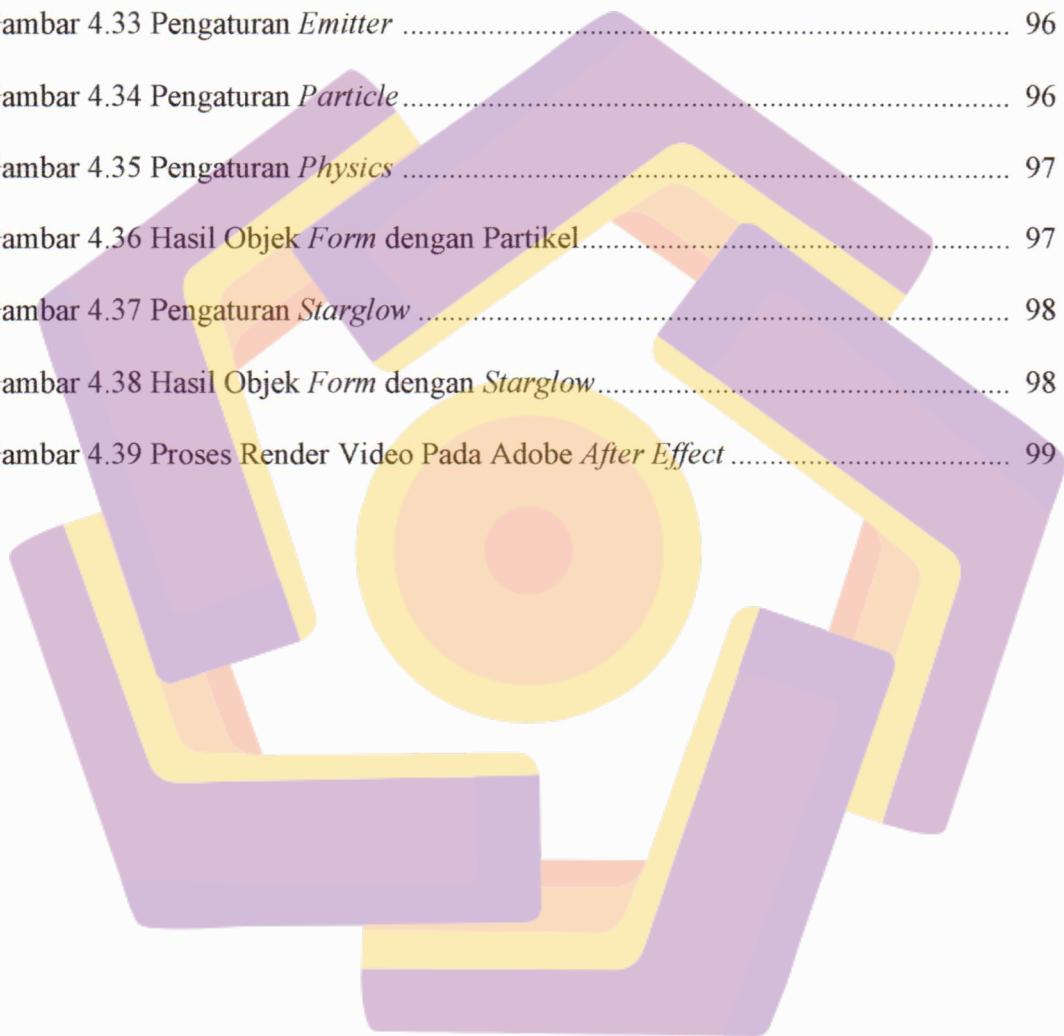 ambar 4.33 Pengaturan Emitter ........................................................................ 96
ambar 4.34 Pengaturan Particle ........................................................................ 96
ambar 4.35 Pengaturan Physics ........................................................................ 97
ambar 4.36 Hasil Objek Form dengan Partikel ........................................................................ 97
ambar 4.37 Pengaturan Starglow ........................................................................ 98
ambar 4.38 Hasil Objek Form dengan Starglow ........................................................................ 98
ambar 4.39 Proses Render Video Pada Adobe After Effect ........................................................................ 99